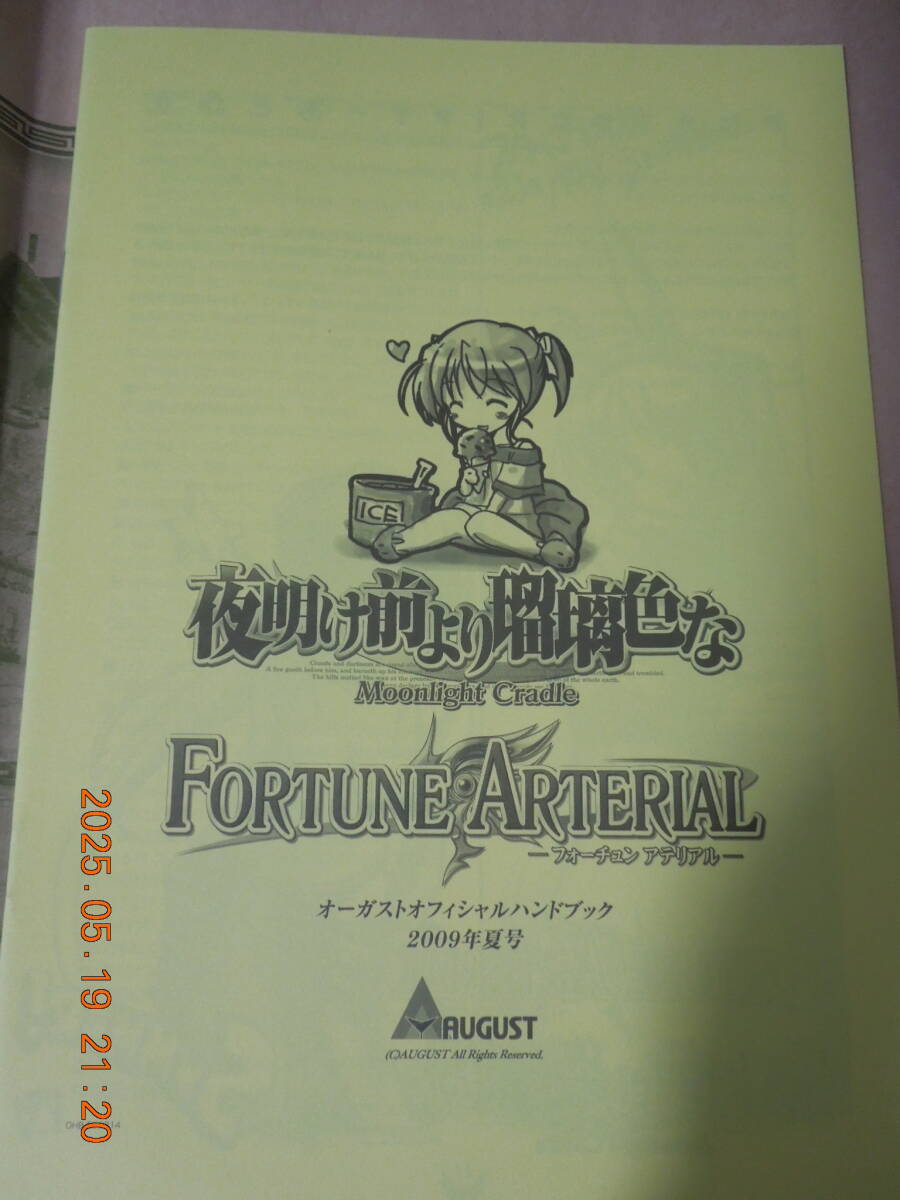 ICE
夜明け前より瑠璃色な
Moonlight Cradle
FORTUNE ARTERIAL
フォーチュン アテリアル
オーガストオフィシャルハンドブック
2009年夏号
AUGUST
(C)AUGUST All Rights Reserved.
2025.05.19 21:20